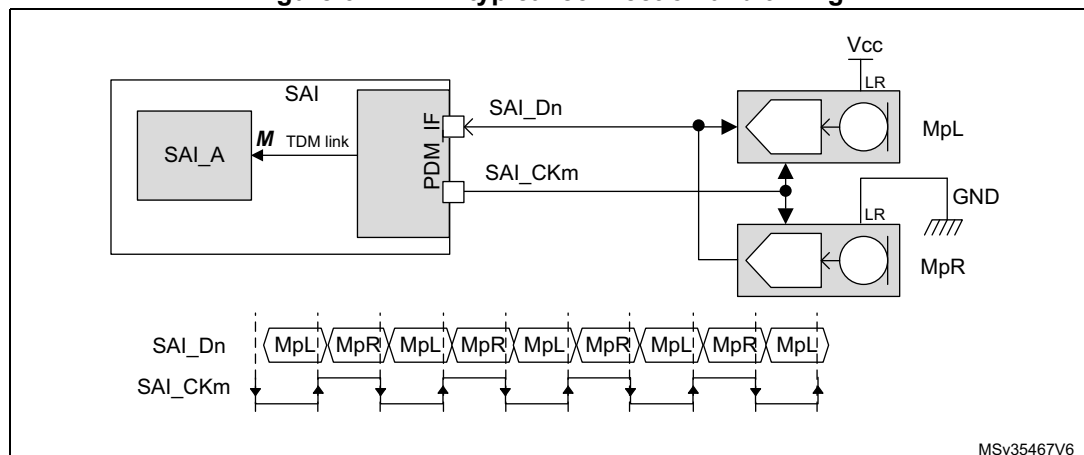 Vcc
LR
SAI
SAI_Dn
MpL
PDM_IF
SAI_A
M TDM link
SAI_CKm
GND
LR
MpR
SAI_Dn MpL MpR MpL MpR MpL MpR MpL MpR MpL
SAI_CKm
MSv35467V6